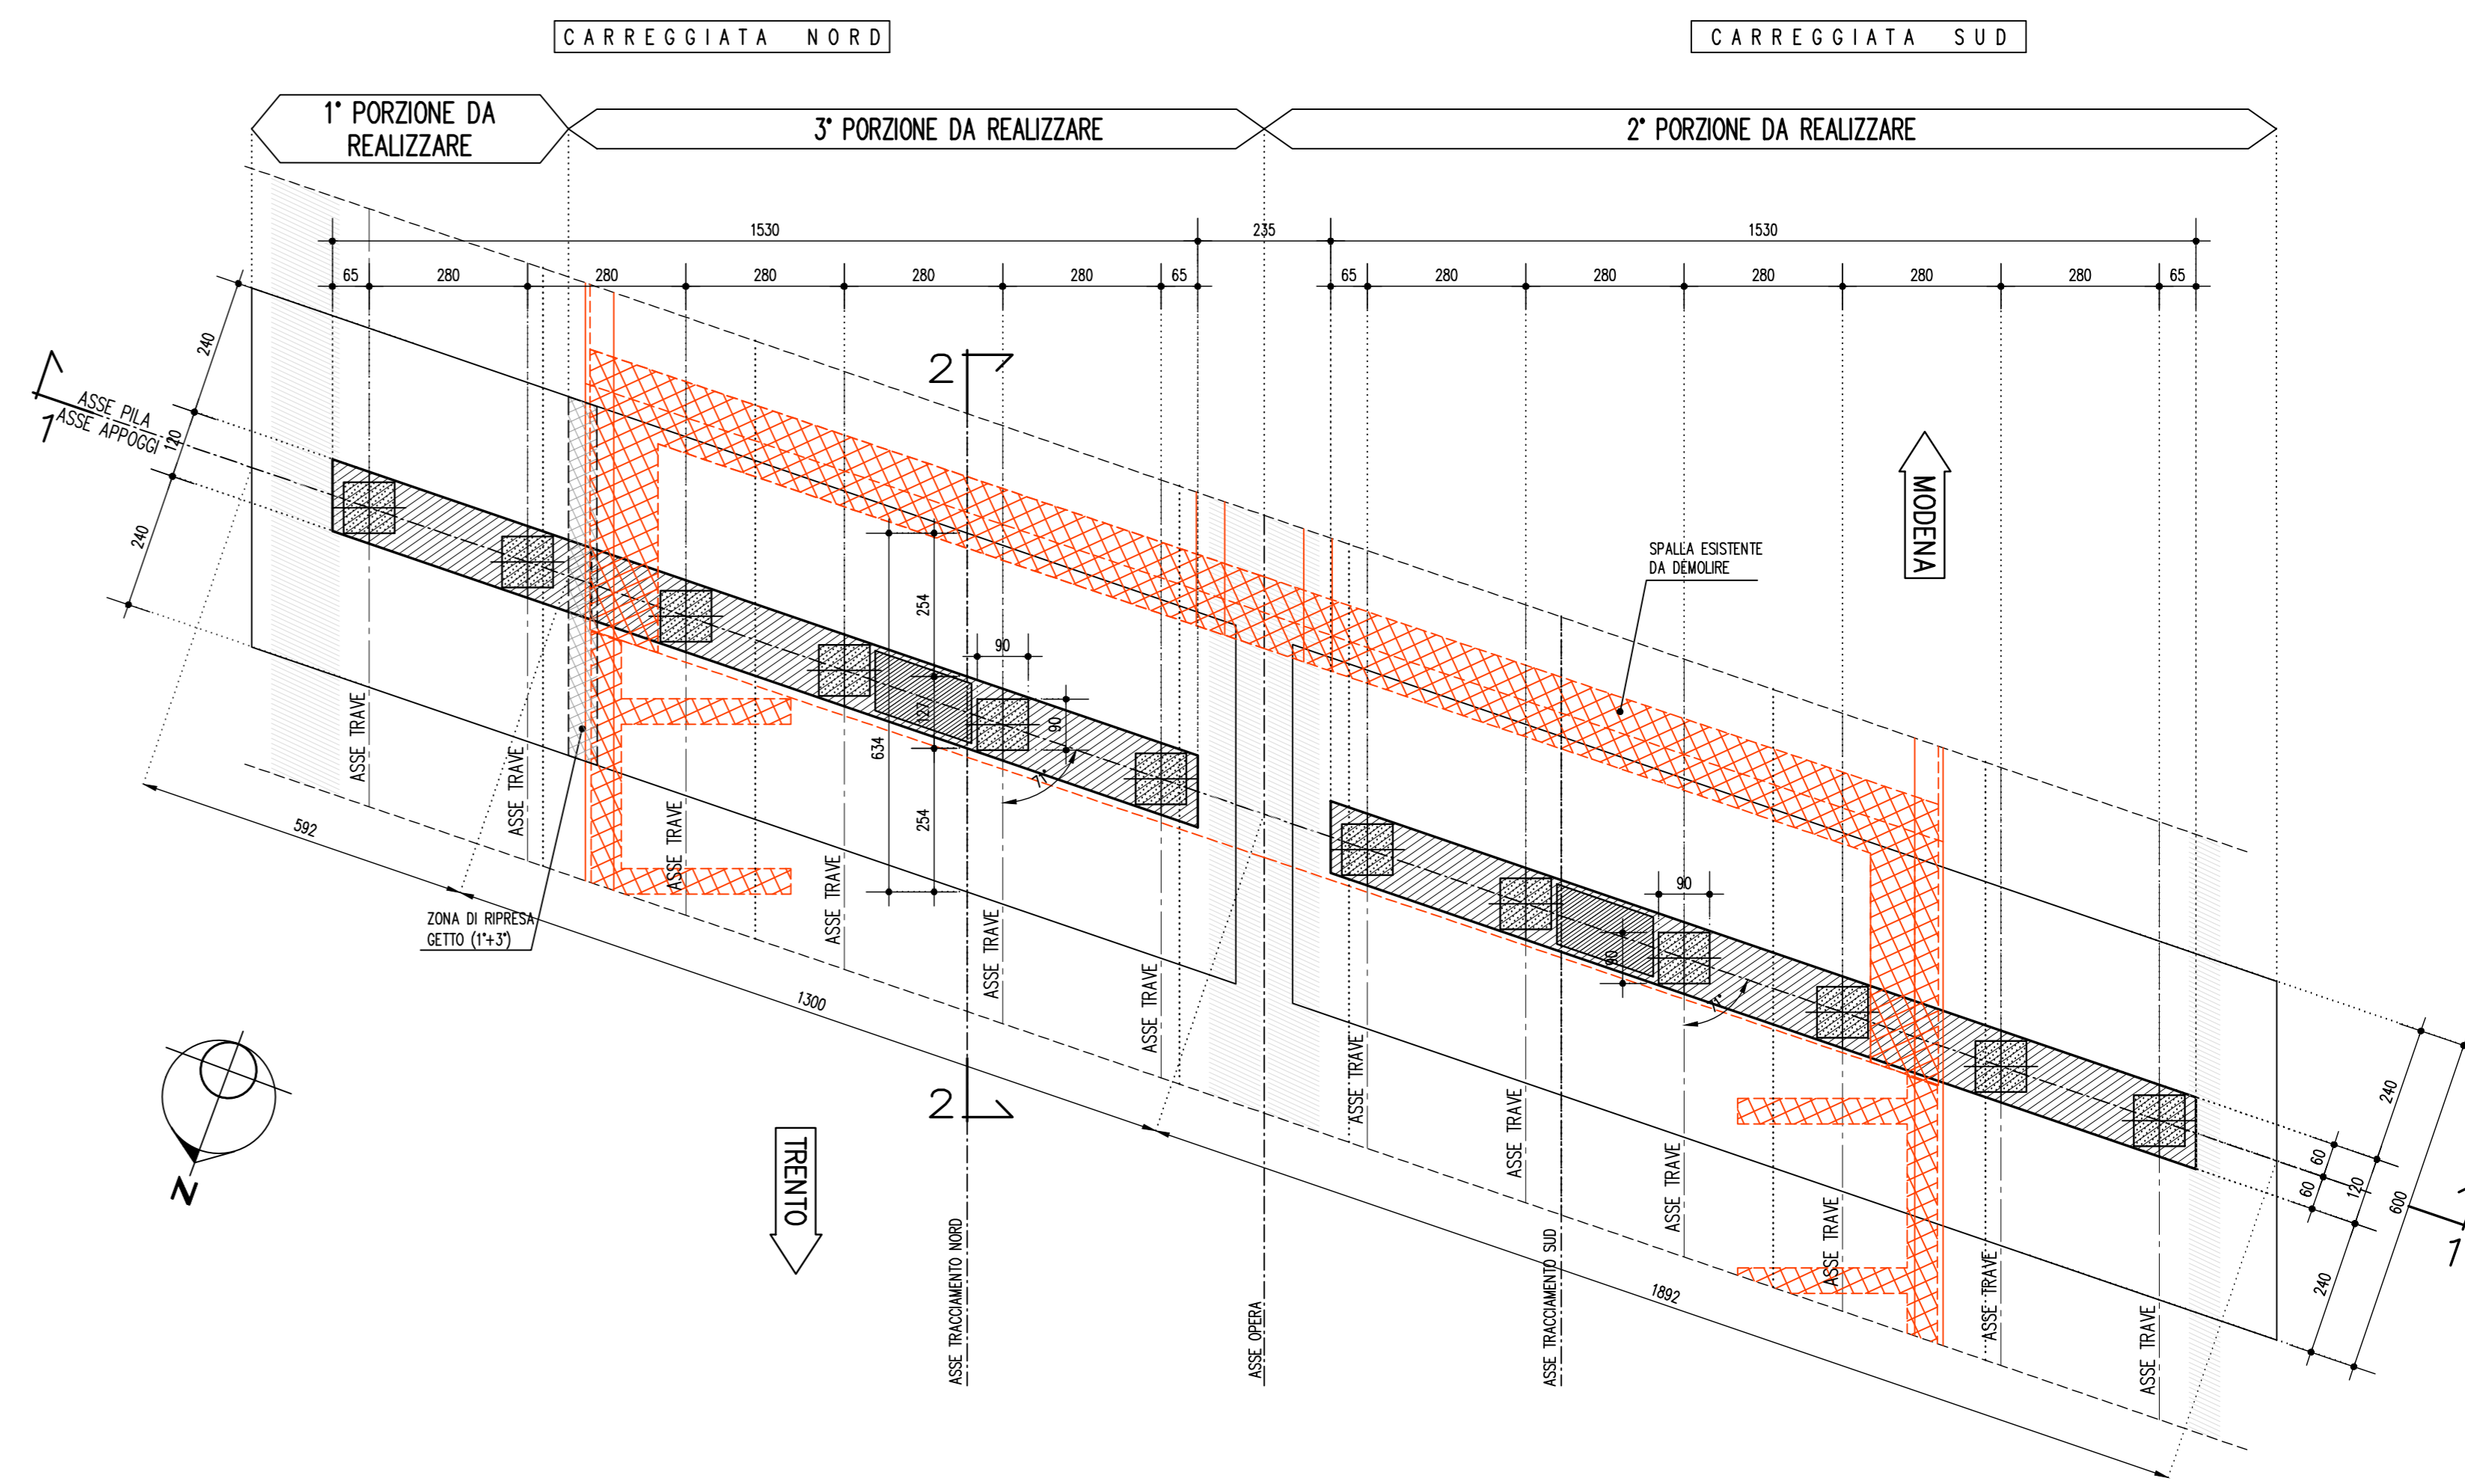 CARREGGIATA NORD
CARREGGIATA SUD
1° PORZIONE DA
REALIZZARE
3° PORZIONE DA REALIZZARE
2° PORZIONE DA REALIZZARE
1530
235
1530
65
280
280
280
280
280
65
65
280
280
280
280
280
65
240
120
240
1
ASSE PILA
ASSE APPOGGI
2
MODENA
SPALLA ESISTENTE
DA DEMOLIRE
254
127
254
634
90
90
71°
90
90
71°
ASSE TRAVE
ASSE TRAVE
ASSE TRAVE
ASSE TRAVE
ASSE TRAVE
ASSE TRAVE
ASSE TRAVE
ASSE TRAVE
ASSE TRAVE
ASSE TRAVE
ASSE TRAVE
ASSE TRAVE
592
ZONA DI RIPRESA
GETTO (1°+3°)
1300
1892
N
TRENTO
2
ASSE TRACCIAMENTO NORD
ASSE OPERA
ASSE TRACCIAMENTO SUD
240
60
60
120
600
240
1